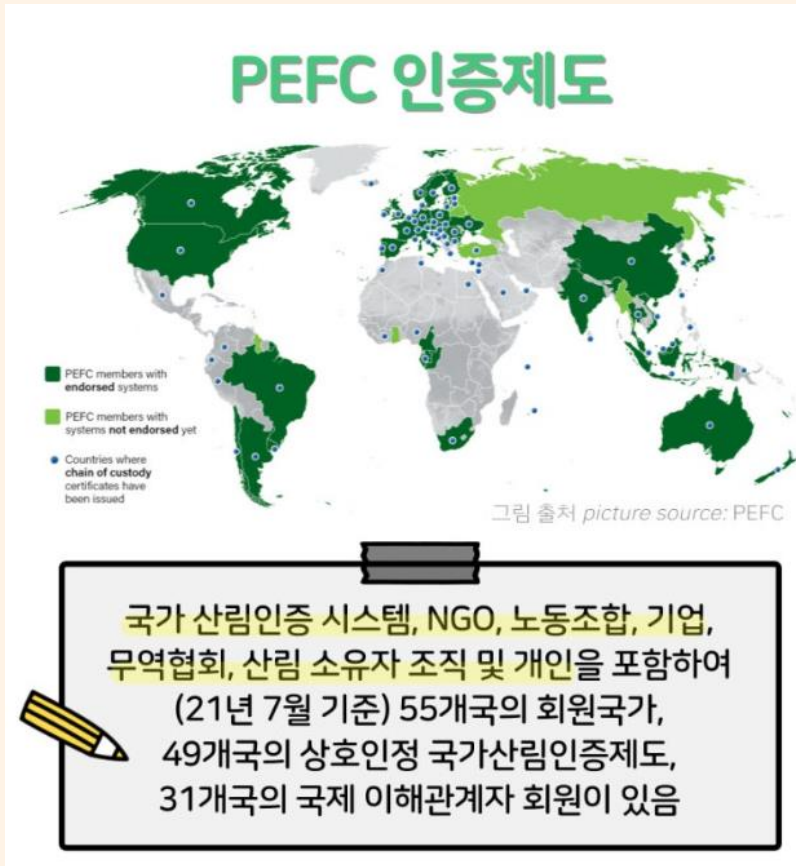 PEFC 인증제도
PEFC members with
endorsed systems
PEFC members with
systems not endorsed yet
Countries where
chain of custody
certificates have
been issued
그림 출처 picture source: PEFC
국가 산림인증 시스템, NGO, 노동조합, 기업,
무역협회, 산림 소유자 조직 및 개인을 포함하여
(21년 7월 기준) 55개국의 회원국가,
49개국의 상호인정 국가산림인증제도,
31개국의 국제 이해관계자 회원이 있음